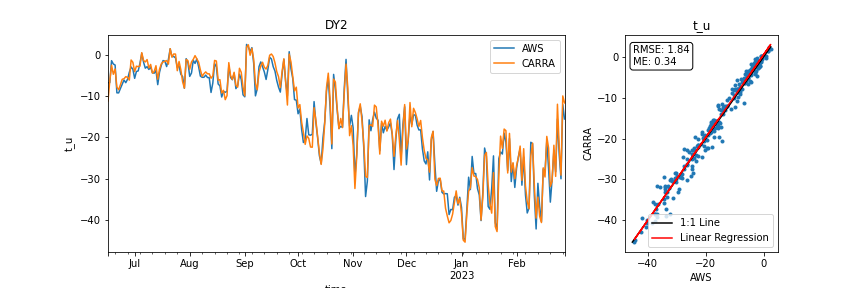 DY2
t_u
0
−10
−20
−30
−40
AWS
CARRA
Jul
Aug
Sep
Oct
Nov
Dec
Jan
2023
Feb
time
t_u
CARRA
0
−10
−20
−30
−40
RMSE: 1.84
ME: 0.34
1:1 Line
Linear Regression
−40
−20
0
AWS